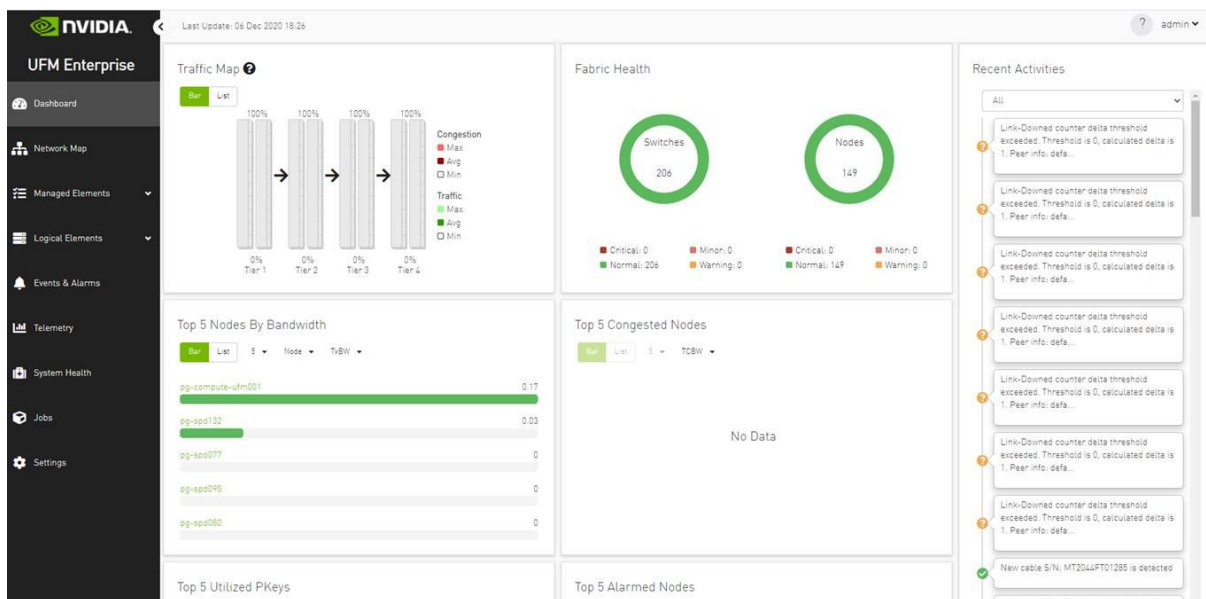 NVIDIA.
Last Update: 06 Dec 2020 18:26
?
admin
UFM Enterprise
Dashboard
Network Map
Managed Elements
Logical Elements
Events & Alarms
Telemetry
System Health
Jobs
Settings
Traffic Map ?
Bar List
100% 100% 100% 100%
Congestion
Max
Avg
Min
Traffic
Max
Avg
Min
0% 0% 0% 0%
Tier 1 Tier 2 Tier 3 Tier 4
Fabric Health
Switches
206
Nodes
149
Critical: 0 Minor: 0
Normal: 206 Warning: 0
Critical: 0 Minor: 0
Normal: 149 Warning: 0
Top 5 Nodes By Bandwidth
Bar List 5 Node TxBW
pg-compute-ufm001 0.17
pg-spd132 0.03
pg-spd077 0
pg-spd095 0
pg-spd080 0
Top 5 Congested Nodes
Bar List 5 TCBW
No Data
Top 5 Utilized PKeys
Top 5 Alarmed Nodes
Recent Activities
All
Link-Downed counter delta threshold
exceeded. Threshold is 0, calculated delta is
1. Peer info: defa...
Link-Downed counter delta threshold
exceeded. Threshold is 0, calculated delta is
1. Peer info: defa...
Link-Downed counter delta threshold
exceeded. Threshold is 0, calculated delta is
1. Peer info: defa...
Link-Downed counter delta threshold
exceeded. Threshold is 0, calculated delta is
1. Peer info: defa...
Link-Downed counter delta threshold
exceeded. Threshold is 0, calculated delta is
1. Peer info: defa...
Link-Downed counter delta threshold
exceeded. Threshold is 0, calculated delta is
1. Peer info: defa...
Link-Downed counter delta threshold
exceeded. Threshold is 0, calculated delta is
1. Peer info: defa...
New cable S/N: MT2044FT01285 is detected